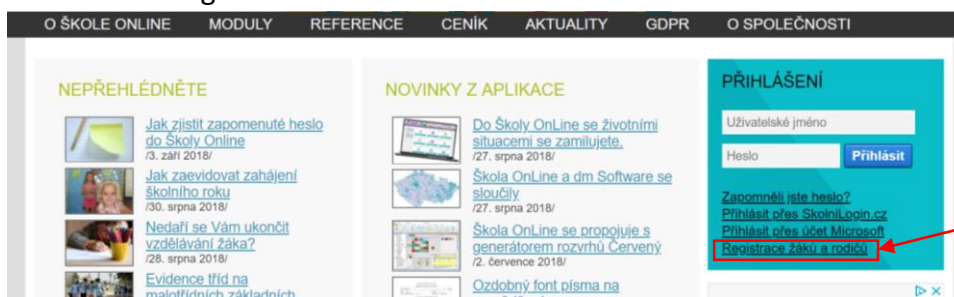 O ŠKOLE ONLINE MODULY REFERENCE CENÍK AKTUALITY GDPR O SPOLEČNOSTI
NEPŘEHLÉDNĚTE
Jak zjistit zapomenuté heslo
do Školy Online
/3. září 2018/
Jak zaevidovat zahájení
školního roku
/30. srpna 2018/
Nedaří se Vám ukončit
vzdělávání žáka?
/28. srpna 2018/
Evidence tříd na
malotřídních základních
NOVINKY Z APLIKACE
Do Školy OnLine se životními
situacemi se zamilujete.
/27. srpna 2018/
Škola OnLine a dm Software se
sloučily
/27. srpna 2018/
Škola OnLine se propojuje s
generátorem rozvrhů Červený
/2. července 2018/
Ozdobný font písma na
PŘIHLÁŠENÍ
Uživatelské jméno
Heslo Přihlásit
Zapomněli jste heslo?
Přihlásit přes SkolniLogin.cz
Přihlásit přes účet Microsoft
Registrace žáků a rodičů